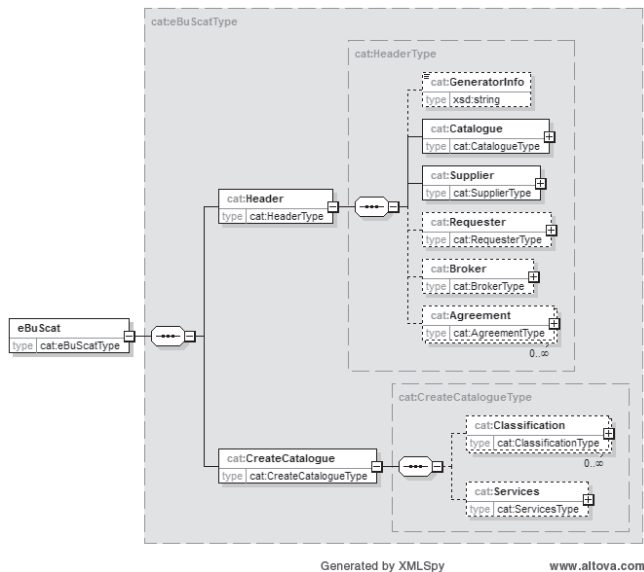 cat:eBuScatType
cat:HeaderType
cat:GeneratorInfo
type xsd:string
cat:Catalogue
type cat:CatalogueType
cat:Supplier
type cat:SupplierType
cat:Header
type cat:HeaderType
cat:Requester
type cat:RequesterType
cat:Broker
type cat:BrokerType
cat:Agreement
type cat:AgreementType
0..∞
eBuScat
type cat:eBuScatType
cat:CreateCatalogueType
cat:Classification
type cat:ClassificationType
0..∞
cat:CreateCatalogue
type cat:CreateCatalogueType
cat:Services
type cat:ServicesType
Generated by XMLSpy www.altova.com